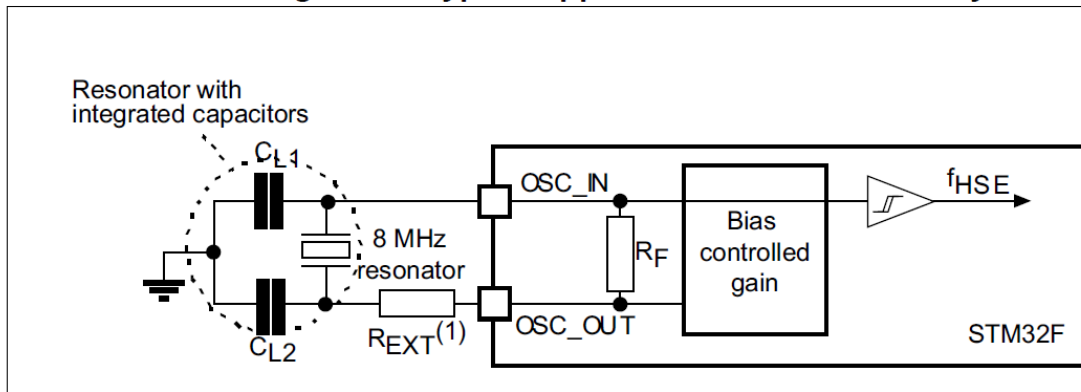 Resonator with
integrated capacitors
CL1
OSC_IN
fHSE
8 MHz
resonator
RF
Bias
controlled
gain
REXT(1)
OSC_OUT
CL2
STM32F